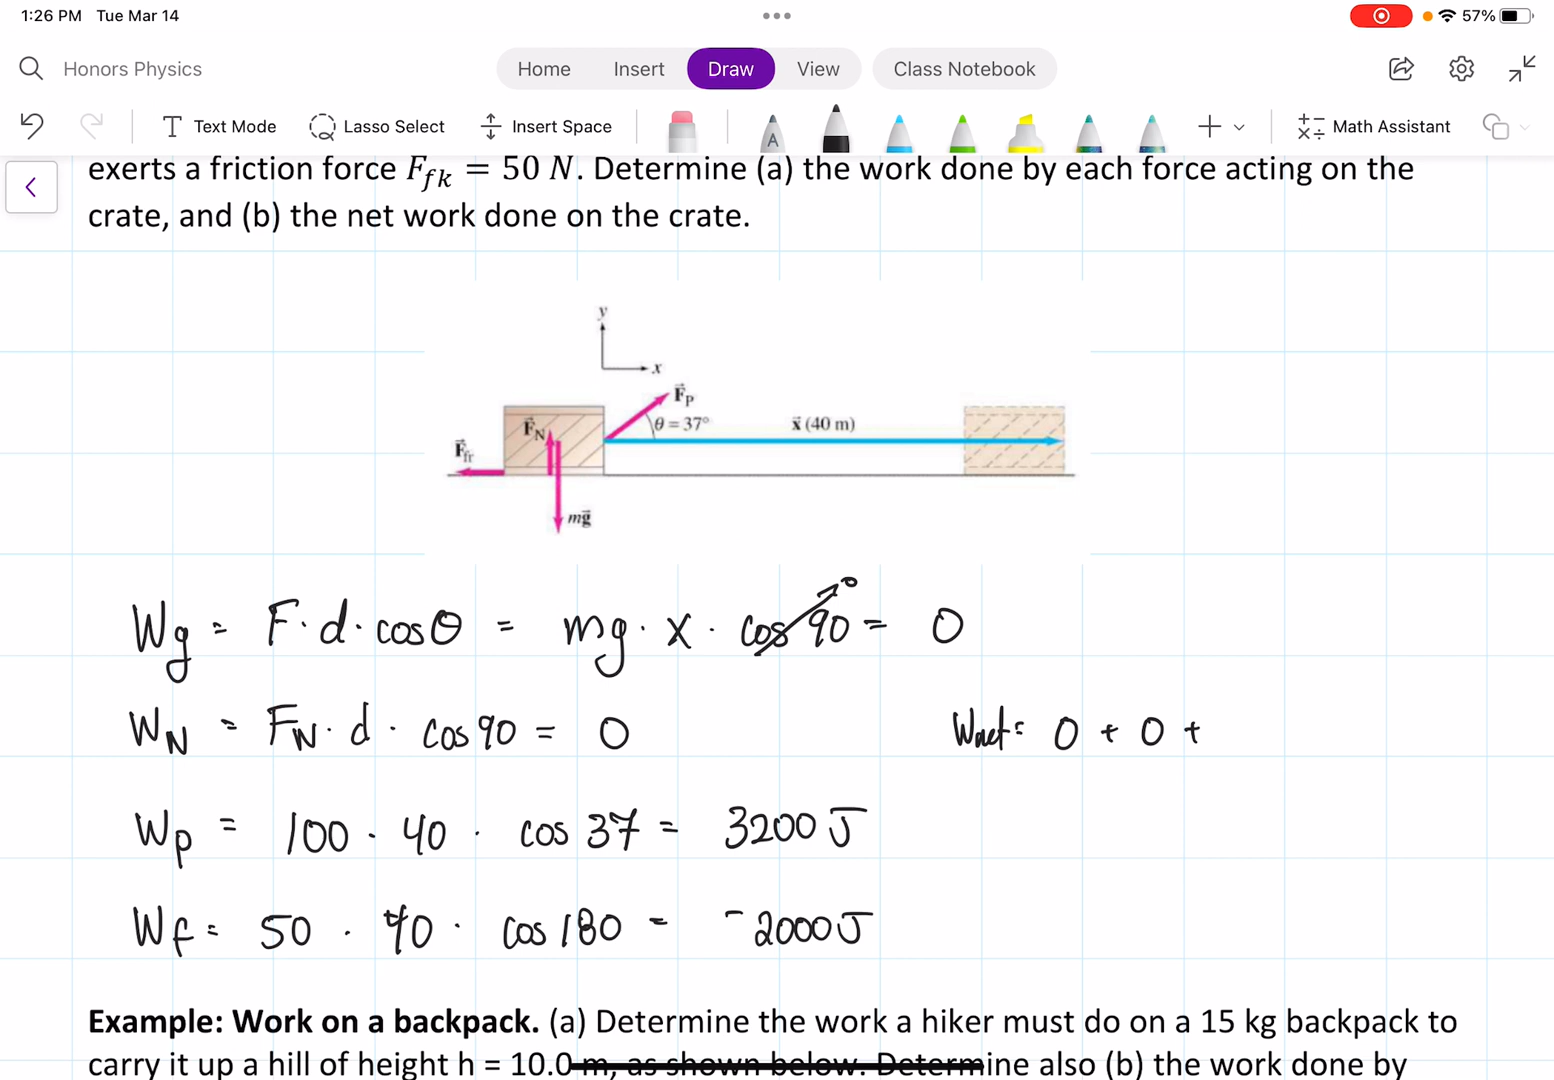 1:26 PM Tue Mar 14 57%
Honors Physics Home Insert Draw View Class Notebook
T Text Mode Lasso Select Insert Space A Math Assistant
exerts a friction force F_fk = 50 N. Determine (a) the work done by each force acting on the
crate, and (b) the net work done on the crate.
y
x
F⃗_P
θ = 37°
x⃗ (40 m)
F⃗_N
F⃗_fr
mg⃗
Wg = F · d · cosθ = mg · x · cos 90 = 0
0
W_N = F_N · d · cos 90 = 0
Wnet = 0 + 0 +
Wp = 100 · 40 · cos 37 = 3200 J
Wf = 50 · 40 · cos 180 = -2000 J
Example: Work on a backpack. (a) Determine the work a hiker must do on a 15 kg backpack to
carry it up a hill of height h = 10.0 m, as shown below. Determine also (b) the work done by